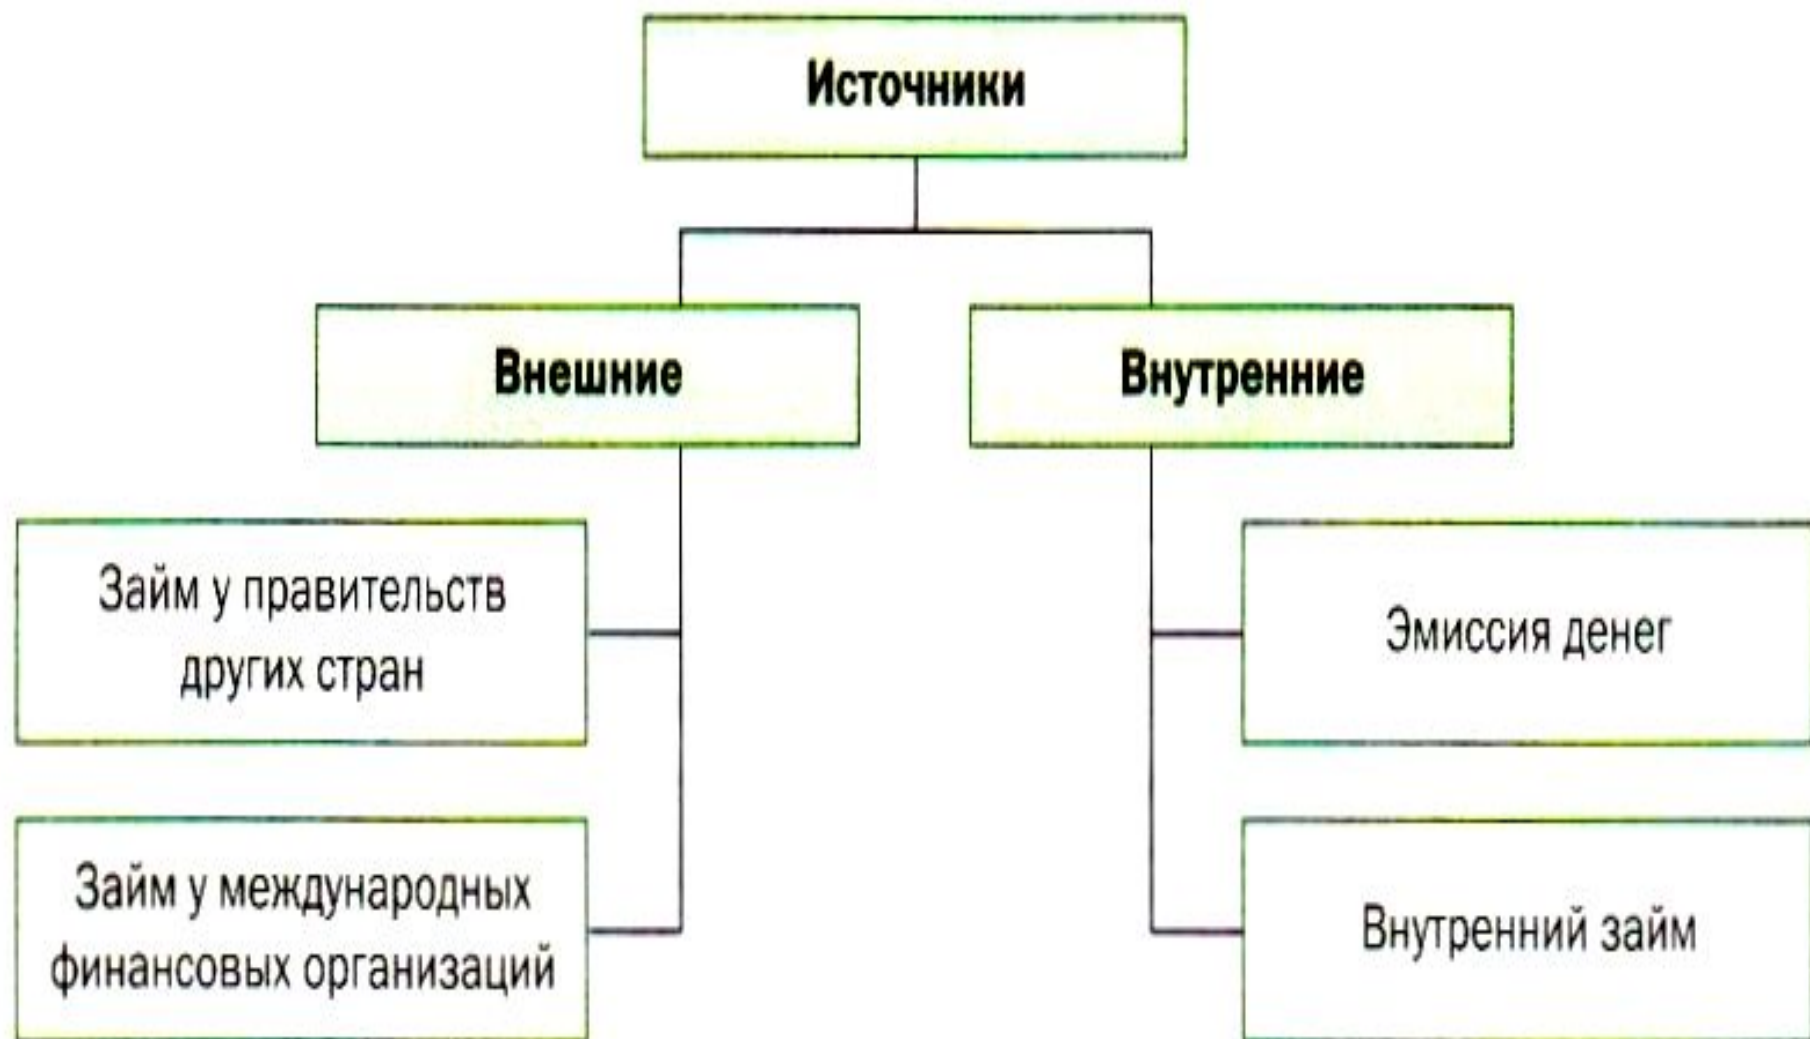 Источники
Внешние
Внутренние
Займ у правительств
других стран
Эмиссия денег
Займ у международных
финансовых организаций
Внутренний займ